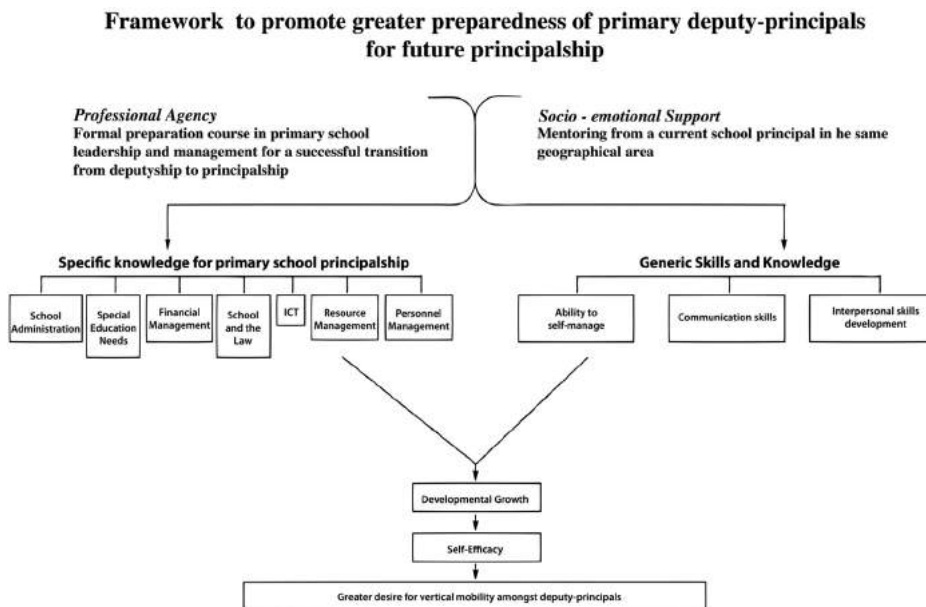 Framework to promote greater preparedness of primary deputy-principals
for future principalship
Professional Agency
Formal preparation course in primary school
leadership and management for a successful transition
from deputyship to principalship
Socio - emotional Support
Mentoring from a current school principal in he same
geographical area
Specific knowledge for primary school principalship
School
Administration
Special
Education
Needs
Financial
Management
School
and the
Law
ICT
Resource
Management
Personnel
Management
Generic Skills and Knowledge
Ability to
self-manage
Communication skills
Interpersonal skills
development
Developmental Growth
Self-Efficacy
Greater desire for vertical mobility amongst deputy-principals